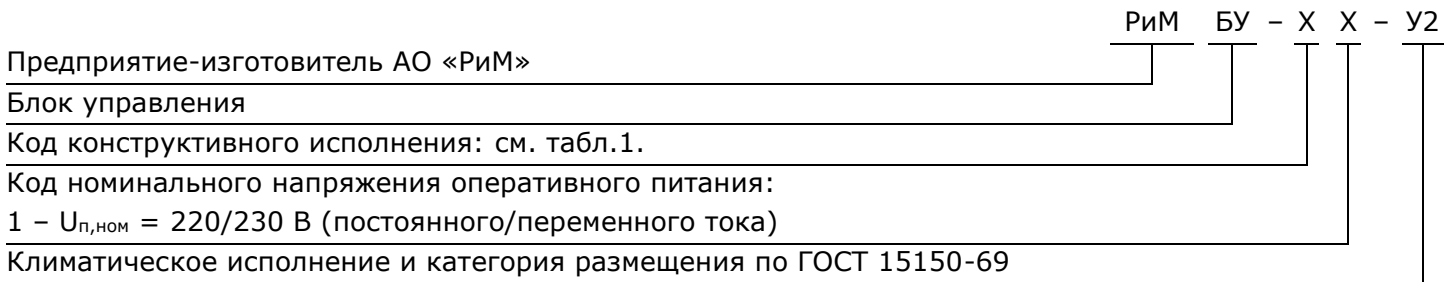 РиМ БУ – Х Х – У2
Предприятие-изготовитель АО «РиМ»
Блок управления
Код конструктивного исполнения: см. табл.1.
Код номинального напряжения оперативного питания:
1 – Uп,ном = 220/230 В (постоянного/переменного тока)
Климатическое исполнение и категория размещения по ГОСТ 15150-69